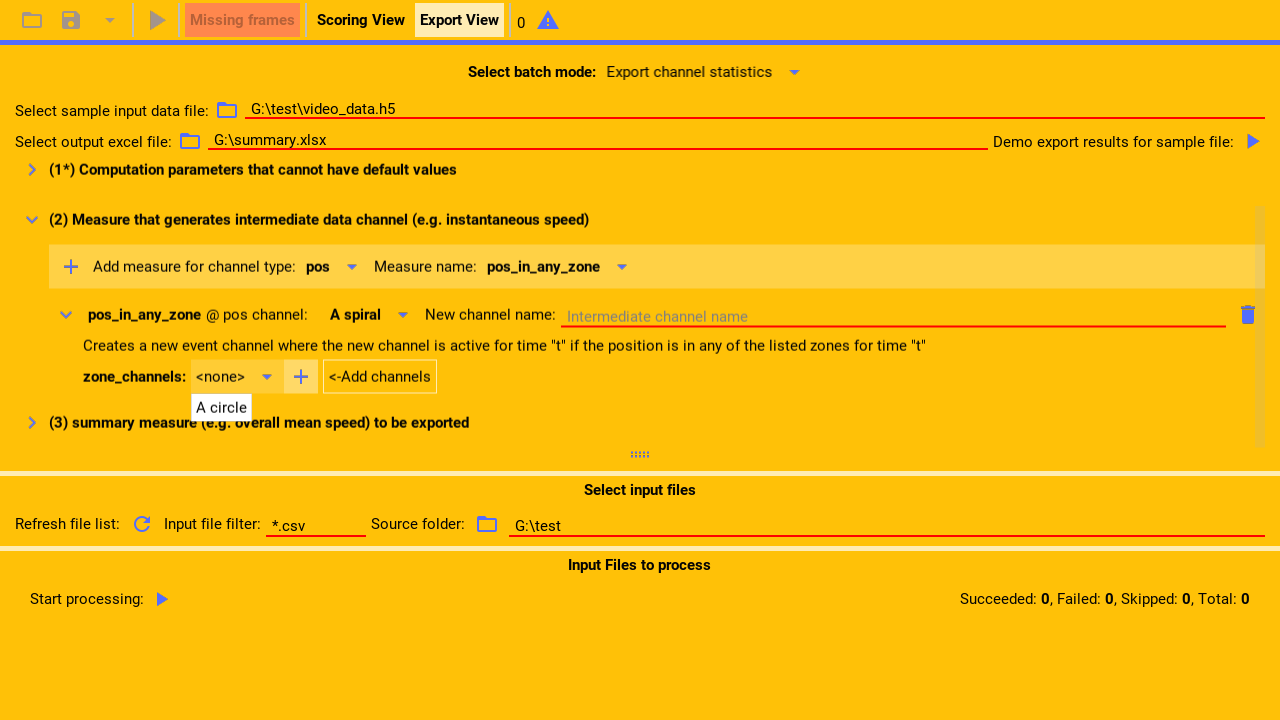 Missing frames Scoring View Export View 0
Select batch mode: Export channel statistics
Select sample input data file: G:\test\video_data.h5
Select output excel file: G:\summary.xlsx Demo export results for sample file:
(1*) Computation parameters that cannot have default values
(2) Measure that generates intermediate data channel (e.g. instantaneous speed)
Add measure for channel type: pos Measure name: pos_in_any_zone
pos_in_any_zone @ pos channel: A spiral New channel name: Intermediate channel name
Creates a new event channel where the new channel is active for time "t" if the position is in any of the listed zones for time "t"
zone_channels: <none> <-Add channels
A circle
(3) summary measure (e.g. overall mean speed) to be exported
Select input files
Refresh file list: Input file filter: *.csv Source folder: G:\test
Input Files to process
Start processing: Succeeded: 0, Failed: 0, Skipped: 0, Total: 0